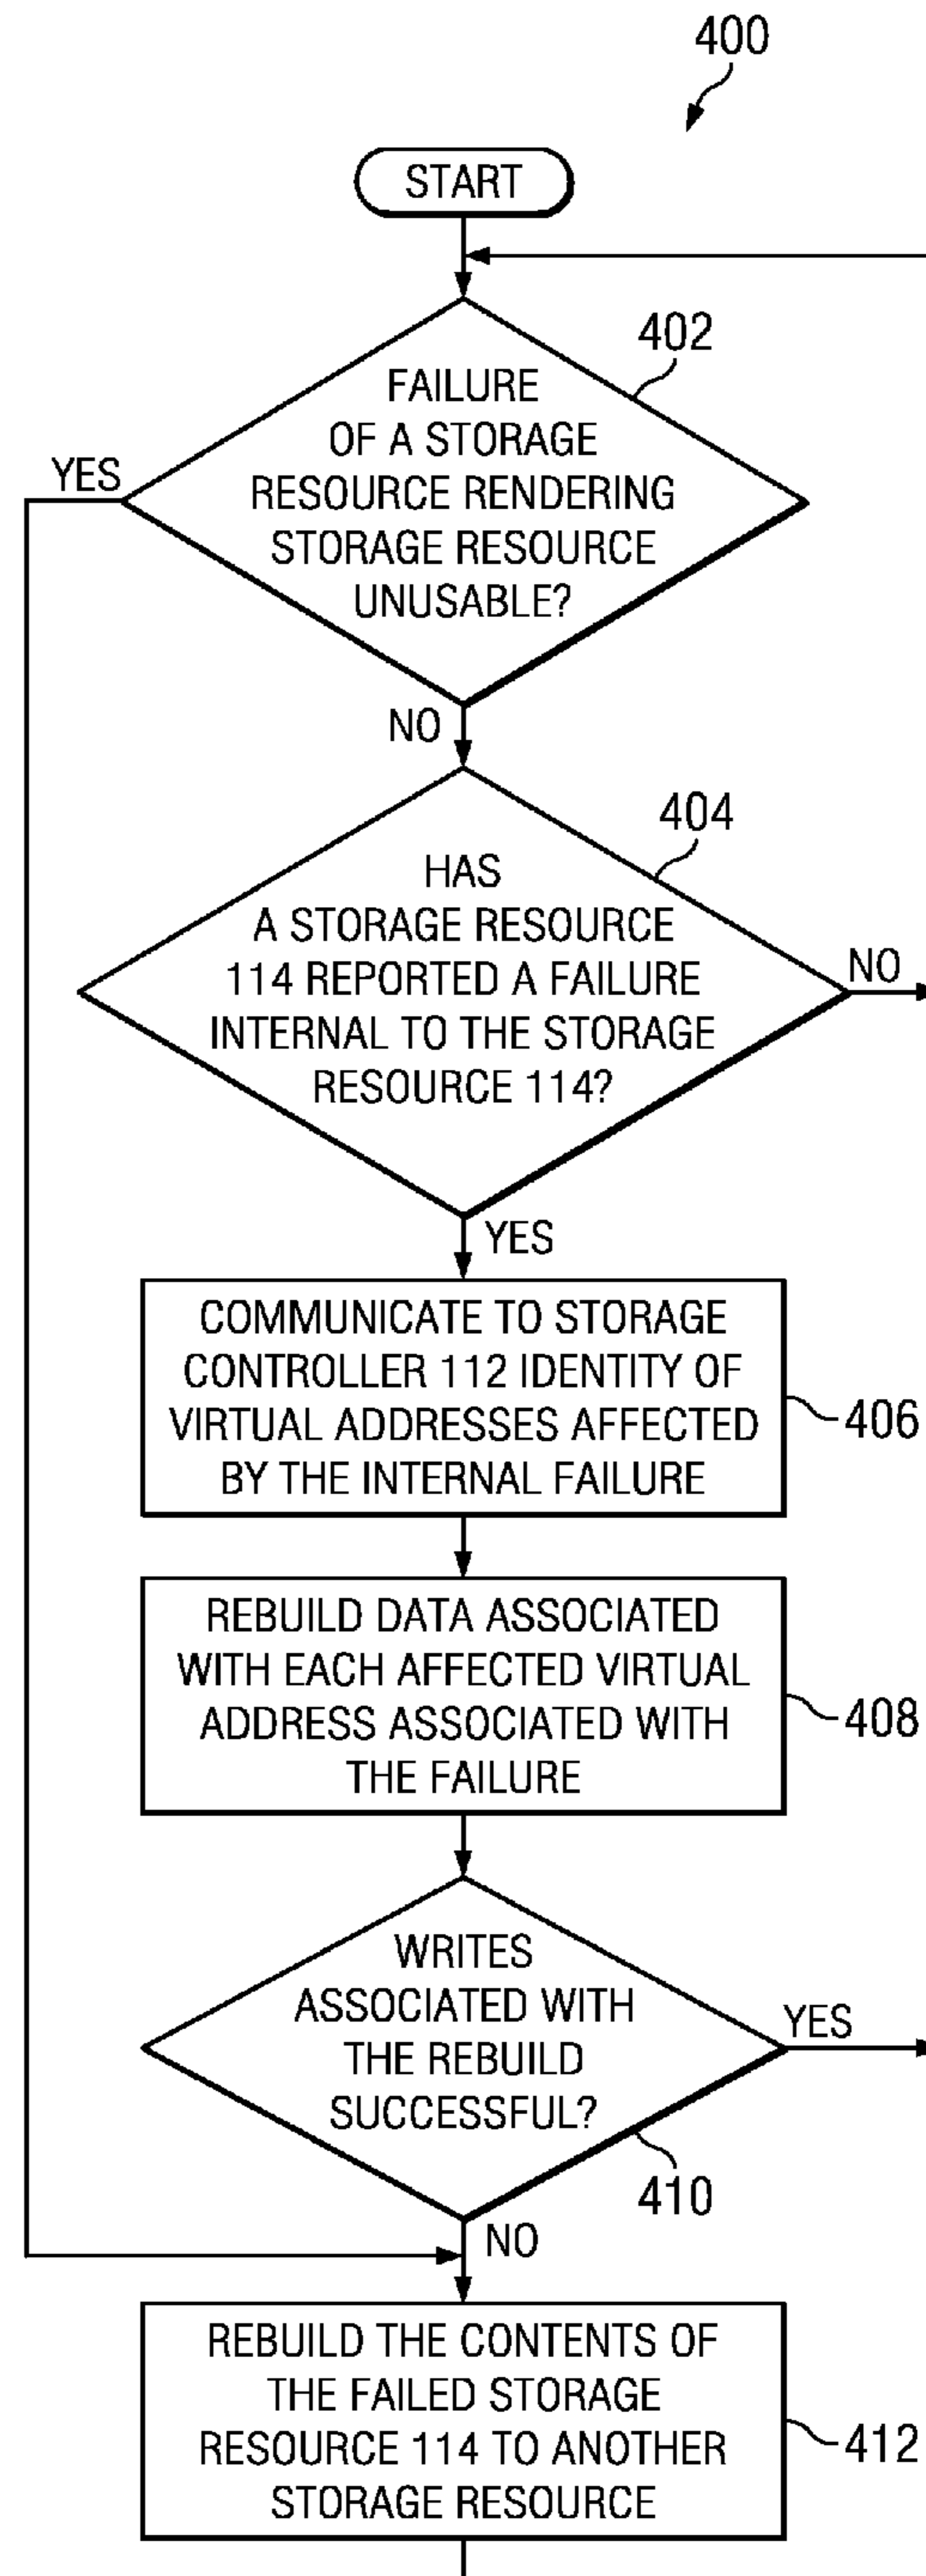 400
START
402
FAILURE
OF A STORAGE
RESOURCE RENDERING
STORAGE RESOURCE
UNUSABLE?
YES
NO
404
HAS
A STORAGE RESOURCE
114 REPORTED A FAILURE
INTERNAL TO THE STORAGE
RESOURCE 114?
NO
YES
COMMUNICATE TO STORAGE
CONTROLLER 112 IDENTITY OF
VIRTUAL ADDRESSES AFFECTED
BY THE INTERNAL FAILURE
406
REBUILD DATA ASSOCIATED
WITH EACH AFFECTED VIRTUAL
ADDRESS ASSOCIATED WITH
THE FAILURE
408
WRITES
ASSOCIATED WITH
THE REBUILD
SUCCESSFUL?
YES
410
NO
REBUILD THE CONTENTS OF
THE FAILED STORAGE
RESOURCE 114 TO ANOTHER
STORAGE RESOURCE
412